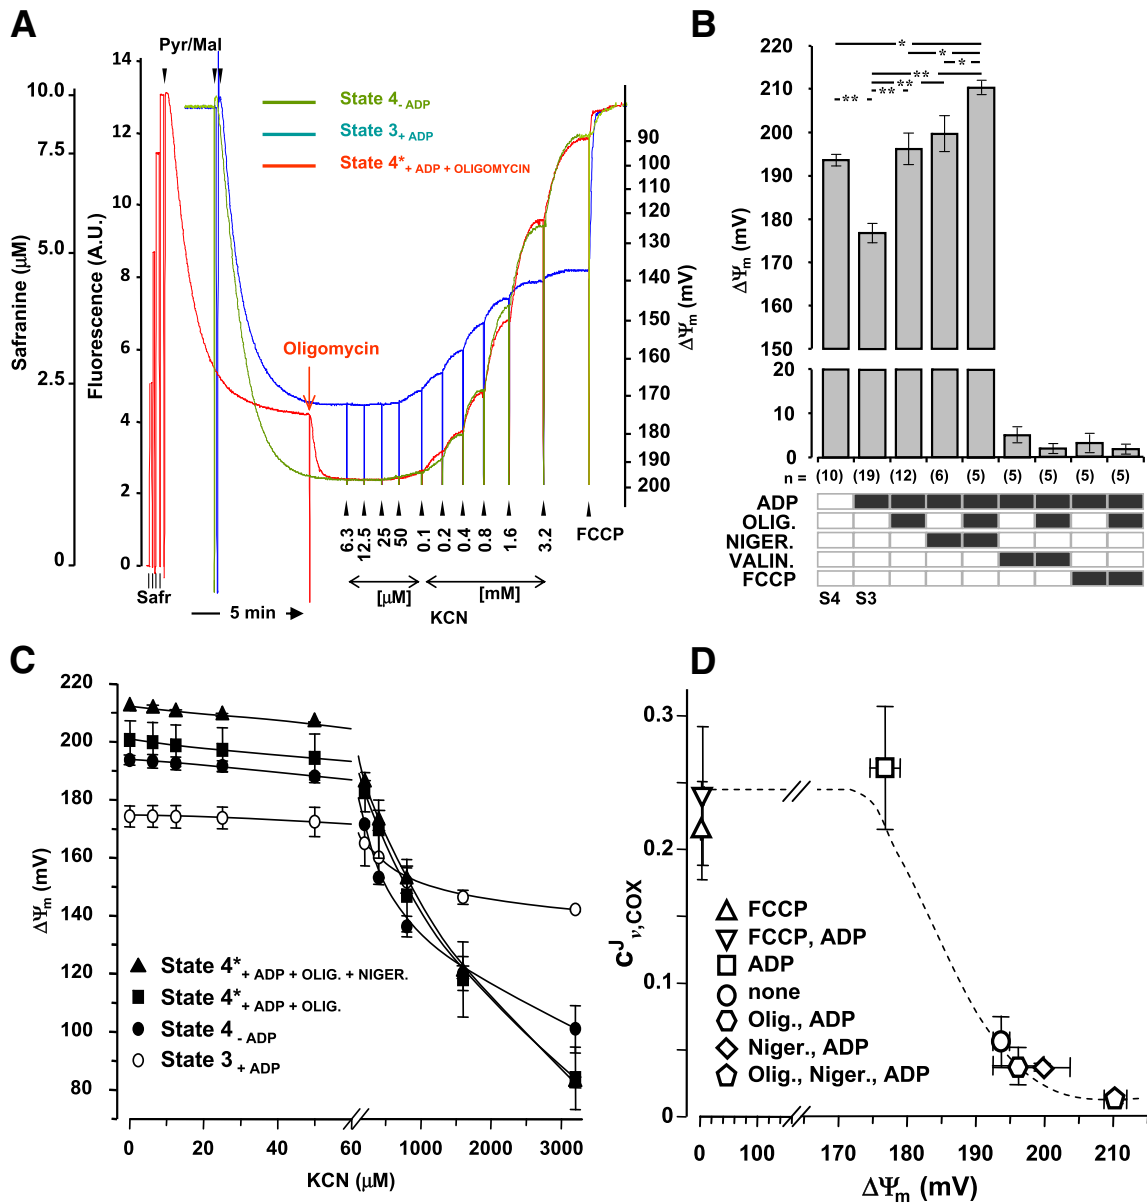 A
Pyr/Mal
Safranine (µM)
10.0
7.5
5.0
2.5
0
Fluorescence (A.U.)
14
12
10
8
6
4
2
0
State 4 - ADP
State 3 + ADP
State 4* + ADP + OLIGOMYCIN
Oligomycin
90
100
110
120
130
140
150
160
170
180
190
200
ΔΨm (mV)
Safr
5 min
6.3
12.5
25
50
0.1
0.2
0.4
0.8
1.6
3.2
FCCP
[µM]
[mM]
KCN
B
ΔΨm (mV)
220
210
200
190
180
170
160
150
20
10
0
*
*
*
**
**
**
**
n = (10) (19) (12) (6) (5) (5) (5) (5) (5)
ADP
OLIG.
NIGER.
VALIN.
FCCP
S4 S3
C
ΔΨm (mV)
220
200
180
160
140
120
100
80
State 4* + ADP + OLIG. + NIGER.
State 4* + ADP + OLIG.
State 4 - ADP
State 3 + ADP
0 20 40 60 1000 2000 3000
KCN (µM)
D
cJv,COX
0.3
0.2
0.1
0
FCCP
FCCP, ADP
ADP
none
Olig., ADP
Niger., ADP
Olig., Niger., ADP
0 100 170 180 190 200 210
ΔΨm (mV)